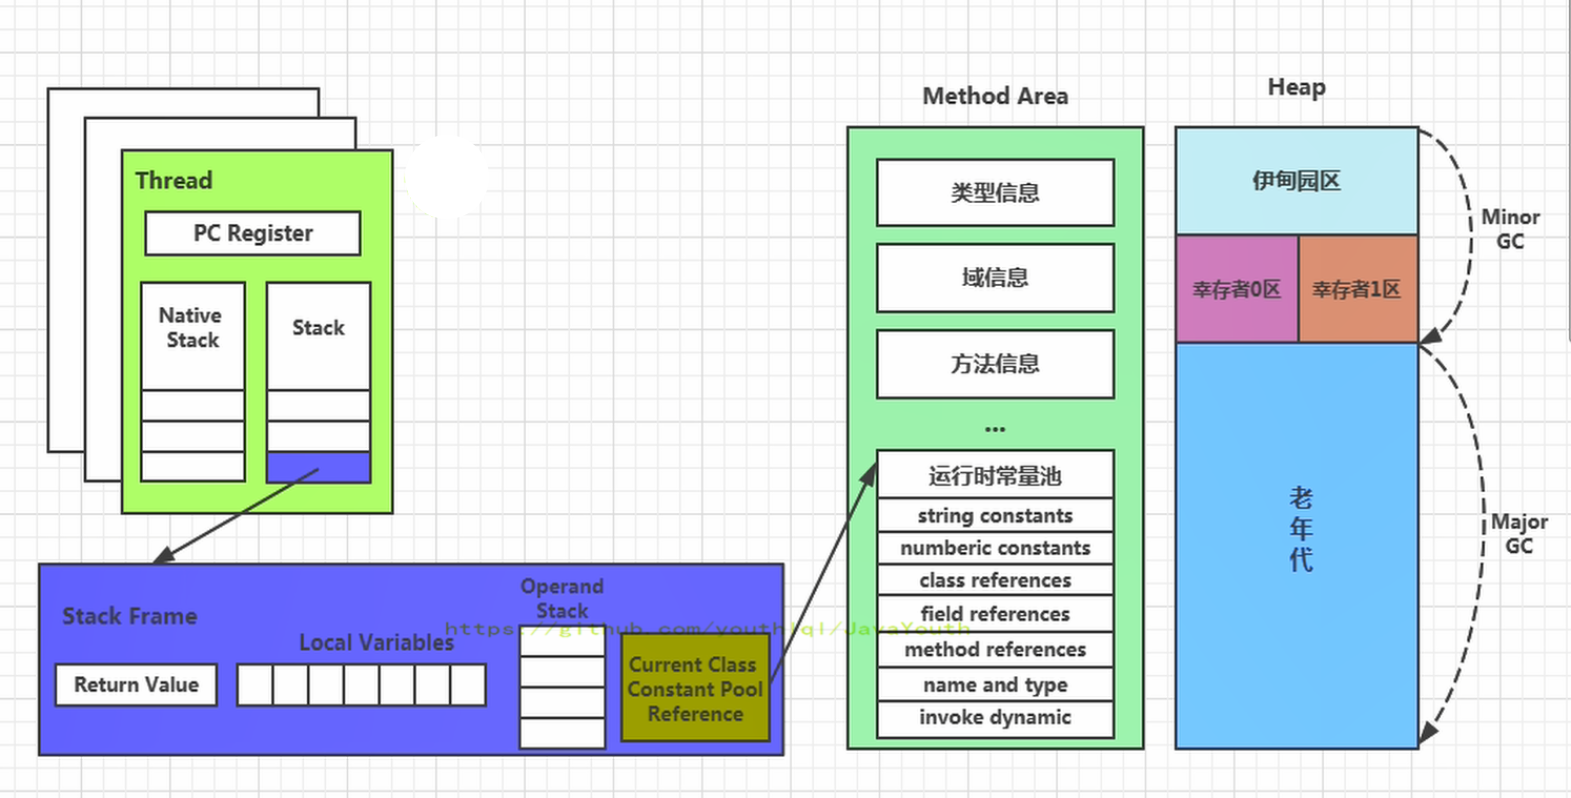 Thread
PC Register
Native
Stack
Stack
Stack Frame
Return Value
Local Variables
Operand
Stack
Current Class
Constant Pool
Reference
https://github.com/youthlql/JavaYouth
Method Area
类型信息
域信息
方法信息
...
运行时常量池
string constants
numberic constants
class references
field references
method references
name and type
invoke dynamic
Heap
伊甸园区
幸存者0区
幸存者1区
老
年
代
Minor
GC
Major
GC